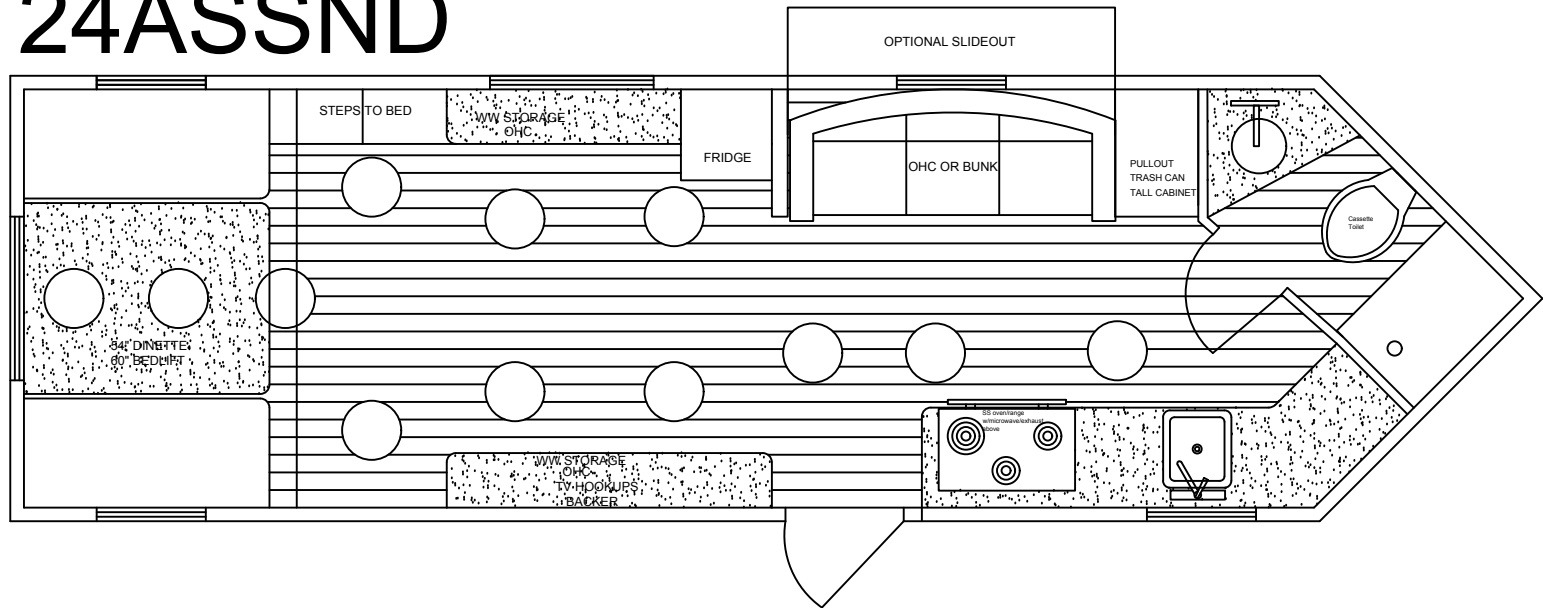 24ASSND
OPTIONAL SLIDEOUT
STEPS TO BED
WW STORAGE
OHC
FRIDGE
OHC OR BUNK
PULLOUT
TRASH CAN
TALL CABINET
Cassette
Toilet
54" DINETTE
60" BEDLIFT
SS oven/range
w/microwave/exhaust
above
WW STORAGE
OHC
TV HOOKUPS
BACKER